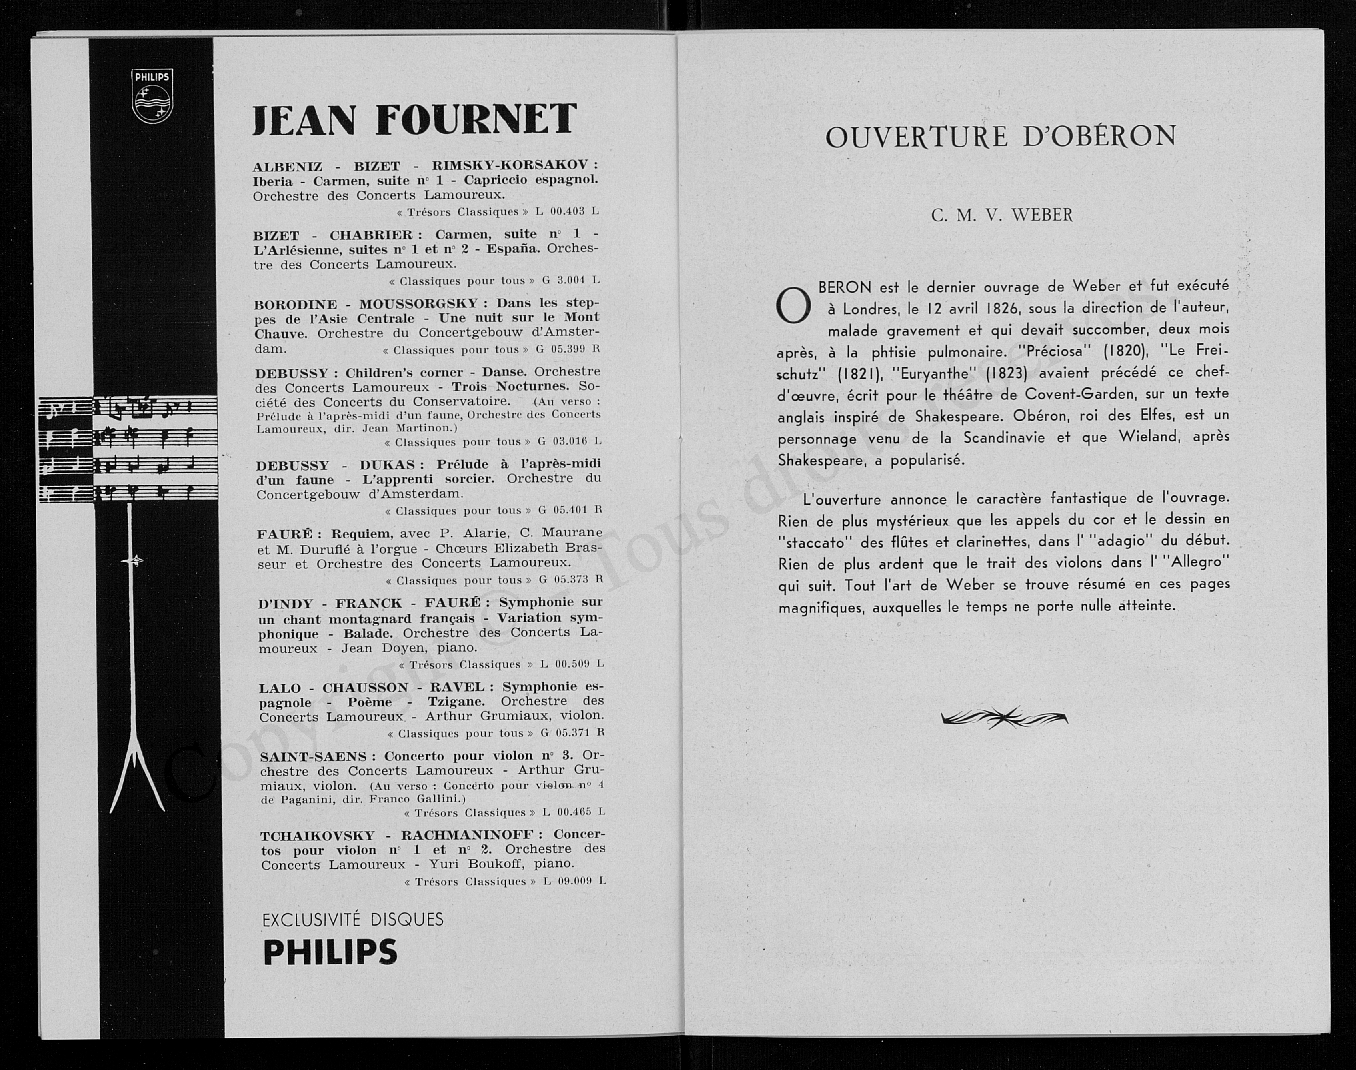 PHILIPS
JEAN FOURNET
ALBENIZ - BIZET - RIMSKY-KORSAKOV :
Iberia - Carmen, suite n° 1 - Capriccio espagnol.
Orchestre des Concerts Lamoureux.
« Trésors Classiques » L 00.403 L
BIZET - CHABRIER : Carmen, suite n° 1 -
L'Arlésienne, suites n° 1 et n° 2 - España. Orches-
tre des Concerts Lamoureux.
« Classiques pour tous » G 3.001 L
BORODINE - MOUSSORGSKY : Dans les step-
pes de l'Asie Centrale - Une nuit sur le Mont
Chauve. Orchestre du Concertgebouw d'Amster-
dam. « Classiques pour tous » G 05.399 R
DEBUSSY : Children's corner - Danse. Orchestre
des Concerts Lamoureux - Trois Nocturnes. So-
ciété des Concerts du Conservatoire. (Au verso :
Prélude à l'après-midi d'un faune, Orchestre des Concerts
Lamoureux, dir. Jean Martinon.)
« Classiques pour tous » G 03.016 L
DEBUSSY - DUKAS : Prélude à l'après-midi
d'un faune - L'apprenti sorcier. Orchestre du
Concertgebouw d'Amsterdam.
« Classiques pour tous » G 05.401 R
FAURÉ : Requiem, avec P. Alarie, C. Maurane
et M. Duruflé à l'orgue - Chœurs Elizabeth Bras-
seur et Orchestre des Concerts Lamoureux.
« Classiques pour tous » G 05.373 R
D'INDY - FRANCK - FAURÉ : Symphonie sur
un chant montagnard français - Variation sym-
phonique - Balade. Orchestre des Concerts La-
moureux - Jean Doyen, piano.
« Trésors Classiques » L 00.509 L
LALO - CHAUSSON - RAVEL : Symphonie es-
pagnole - Poème - Tzigane. Orchestre des
Concerts Lamoureux - Arthur Grumiaux, violon.
« Classiques pour tous » G 05.371 R
SAINT-SAENS : Concerto pour violon n° 3. Or-
chestre des Concerts Lamoureux - Arthur Gru-
miaux, violon. (Au verso : Concerto pour violon n° 4
de Paganini, dir. Franco Gallini.)
« Trésors Classiques » L 00.465 L
TCHAIKOVSKY - RACHMANINOFF : Concer-
tos pour violon n° 1 et n° 2. Orchestre des
Concerts Lamoureux - Yuri Boukoff, piano.
« Trésors Classiques » L 09.009 L
EXCLUSIVITÉ DISQUES
PHILIPS
OUVERTURE D'OBÉRON
C. M. V. WEBER
OBERON est le dernier ouvrage de Weber et fut exécuté
à Londres, le 12 avril 1826, sous la direction de l'auteur,
malade gravement et qui devait succomber, deux mois
après, à la phtisie pulmonaire. "Préciosa" (1820), "Le Frei-
schutz" (1821), "Euryanthe" (1823) avaient précédé ce chef-
d'œuvre, écrit pour le théâtre de Covent-Garden, sur un texte
anglais inspiré de Shakespeare. Obéron, roi des Elfes, est un
personnage venu de la Scandinavie et que Wieland, après
Shakespeare, a popularisé.
L'ouverture annonce le caractère fantastique de l'ouvrage.
Rien de plus mystérieux que les appels du cor et le dessin en
"staccato" des flûtes et clarinettes, dans l' "adagio" du début.
Rien de plus ardent que le trait des violons dans l' "Allegro"
qui suit. Tout l'art de Weber se trouve résumé en ces pages
magnifiques, auxquelles le temps ne porte nulle atteinte.
Copyright © - Tous droits